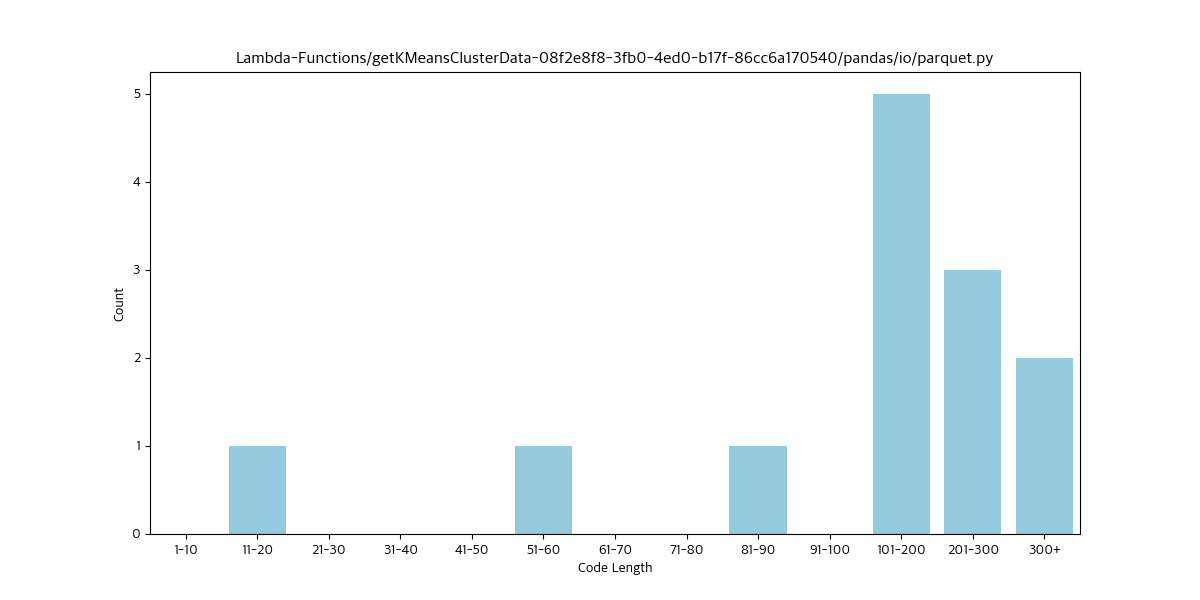 Lambda-Functions/getKMeansClusterData-08f2e8f8-3fb0-4ed0-b17f-86cc6a170540/pandas/io/parquet.py
5
4
3
2
1
0
Count
1-10 11-20 21-30 31-40 41-50 51-60 61-70 71-80 81-90 91-100 101-200 201-300 300+
Code Length